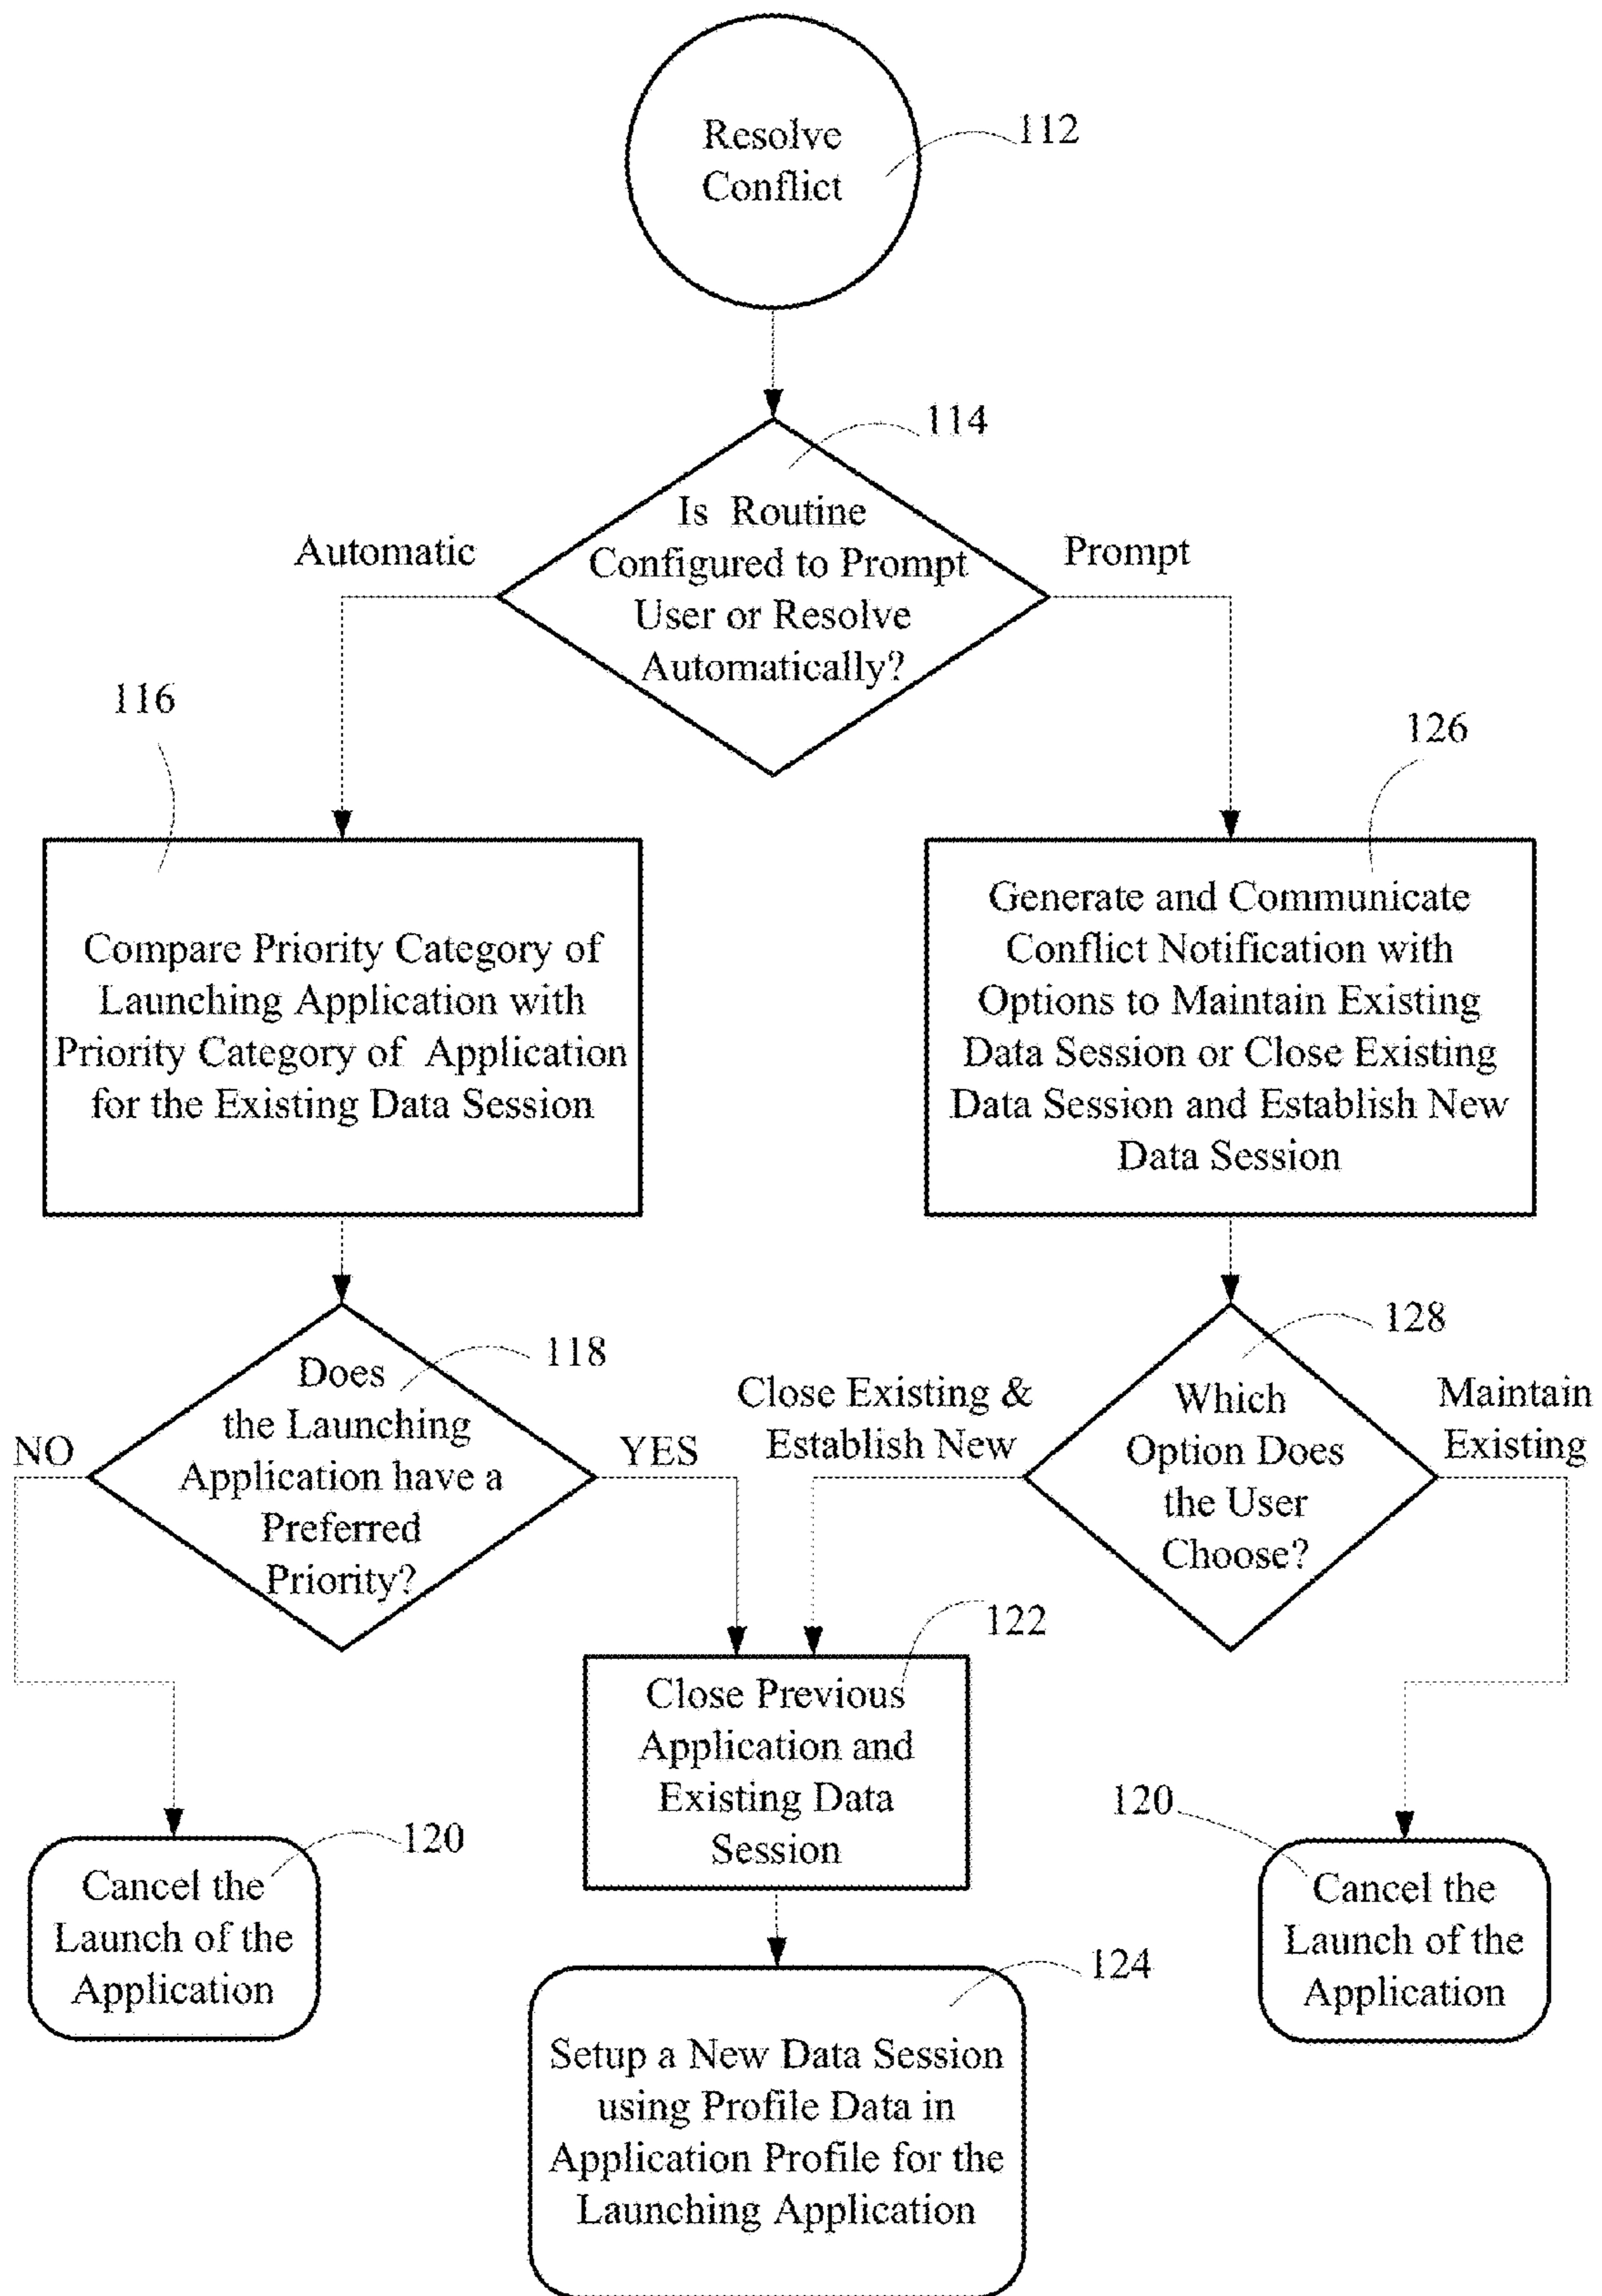 Resolve
Conflict
112
114
Is Routine
Configured to Prompt
User or Resolve
Automatically?
Automatic
Prompt
116
126
Compare Priority Category of
Launching Application with
Priority Category of Application
for the Existing Data Session
Generate and Communicate
Conflict Notification with
Options to Maintain Existing
Data Session or Close Existing
Data Session and Establish New
Data Session
118
128
Does
the Launching
Application have a
Preferred
Priority?
NO
YES
Close Existing &
Establish New
Which
Option Does
the User
Choose?
Maintain
Existing
122
Close Previous
Application and
Existing Data
Session
120
Cancel the
Launch of the
Application
120
Cancel the
Launch of the
Application
124
Setup a New Data Session
using Profile Data in
Application Profile for the
Launching Application